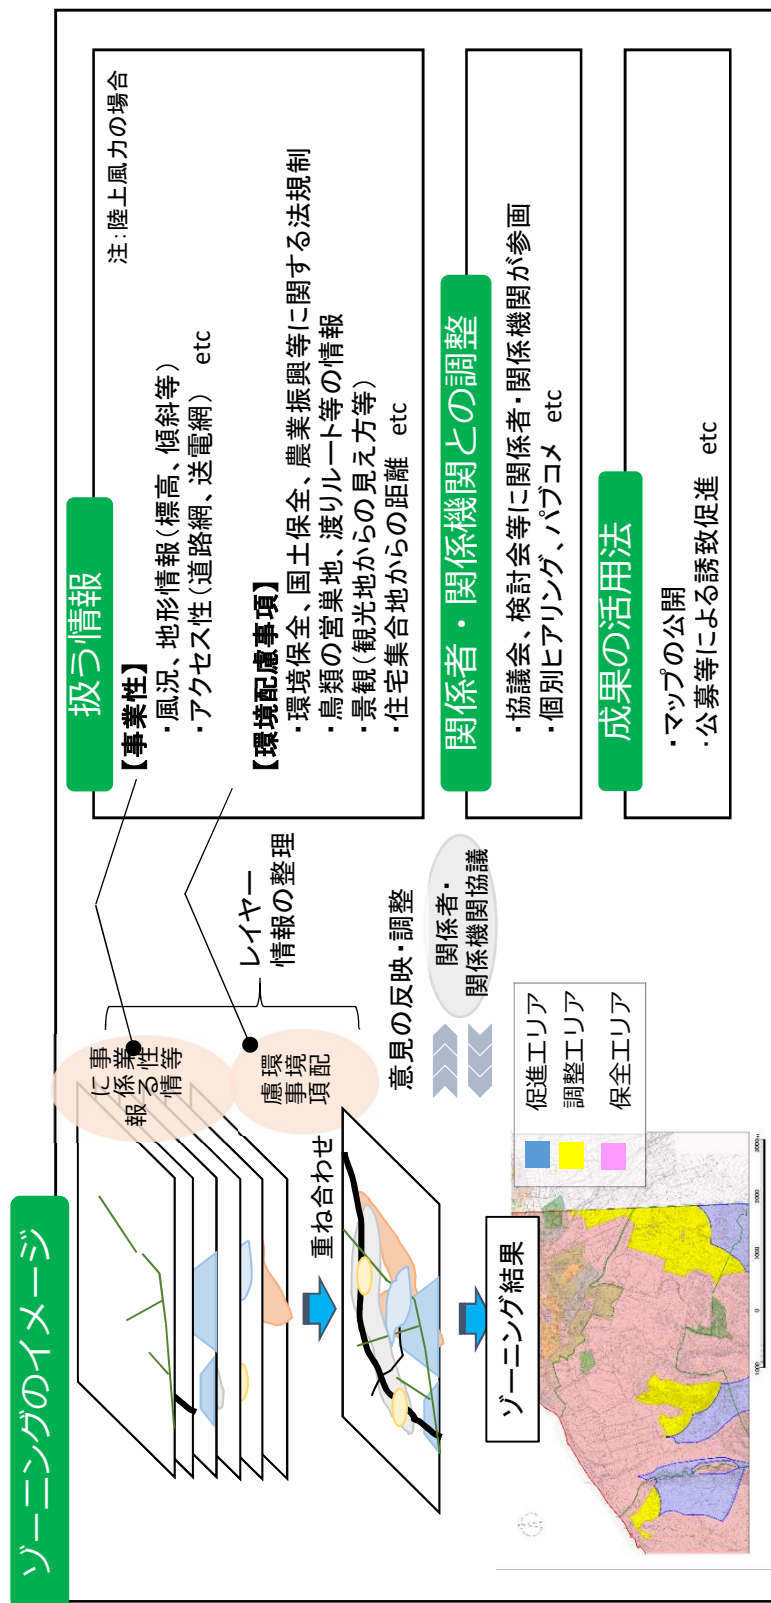 ゾーニングのイメージ
事業性
に係る情
報等
環境配
慮事項
レイヤー
情報の整理
重ね合わせ
意見の反映・調整
関係者・
関係機関協議
ゾーニング結果
促進エリア
調整エリア
保全エリア
1000
0
1000
2000
扱う情報
注：陸上風力の場合
【事業性】
・風況、地形情報(標高、傾斜等)
・アクセス性(道路網、送電網) etc
【環境配慮事項】
・環境保全、国土保全、農業振興等に関する法規制
・鳥類の営巣地、渡りルート等の情報
・景観(観光地からの見え方等)
・住宅集合地からの距離 etc
関係者・関係機関との調整
・協議会、検討会等に関係者・関係機関が参画
・個別ヒアリング、パブコメ etc
成果の活用法
・マップの公開
・公募等による誘致促進 etc